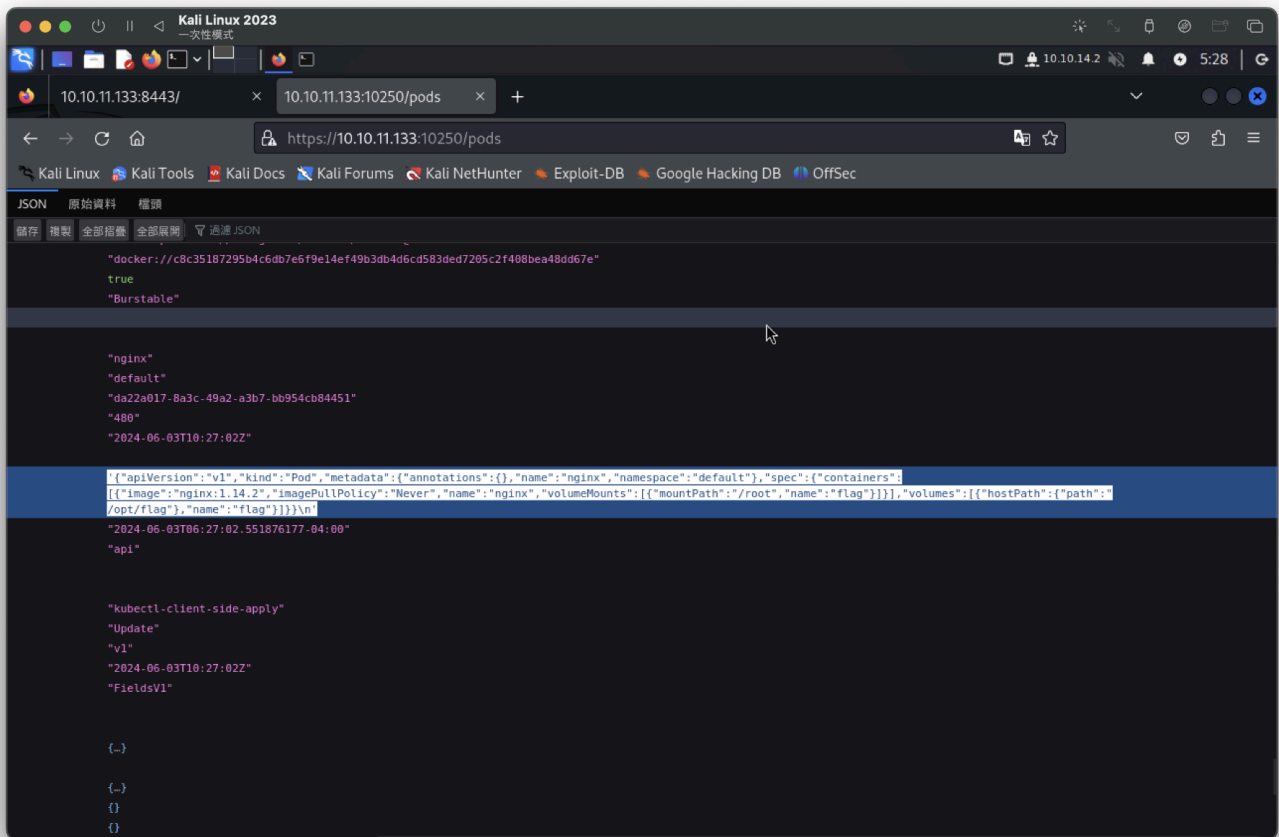 Kali Linux 2023
一次性模式
10.10.14.2
5:28
10.10.11.133:8443/
10.10.11.133:10250/pods
https://10.10.11.133:10250/pods
Kali Linux
Kali Tools
Kali Docs
Kali Forums
Kali NetHunter
Exploit-DB
Google Hacking DB
OffSec
JSON
原始資料
檔頭
儲存
複製
全部摺疊
全部展開
過濾 JSON
"docker://c8c35187295b4c6db7e6f9e14ef49b3db4d6cd583ded7205c2f408bea48dd67e"
true
"Burstable"
"nginx"
"default"
"da22a017-8a3c-49a2-a3b7-bb954cb84451"
"480"
"2024-06-03T10:27:02Z"
'{"apiVersion":"v1","kind":"Pod","metadata":{"annotations":{},"name":"nginx","namespace":"default"},"spec":{"containers":
[{"image":"nginx:1.14.2","imagePullPolicy":"Never","name":"nginx","volumeMounts":[{"mountPath":"/root","name":"flag"}]}],"volumes":[{"hostPath":{"path":"
/opt/flag"},"name":"flag"}]}}\n'
"2024-06-03T06:27:02.551876177-04:00"
"api"
"kubectl-client-side-apply"
"Update"
"v1"
"2024-06-03T10:27:02Z"
"FieldsV1"
{…}
{…}
{}
{}